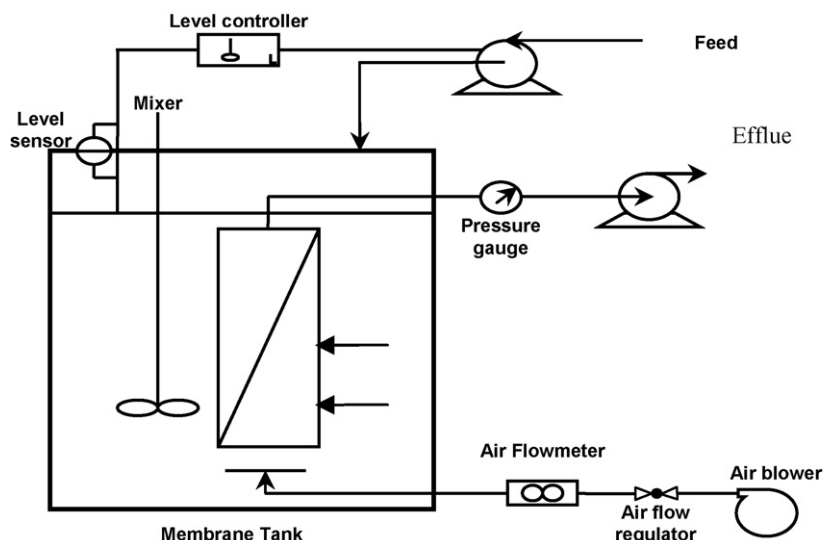 Level controller
Feed
Mixer
Level
sensor
Efflue
Pressure
gauge
Air Flowmeter
Air blower
Air flow
regulator
Membrane Tank